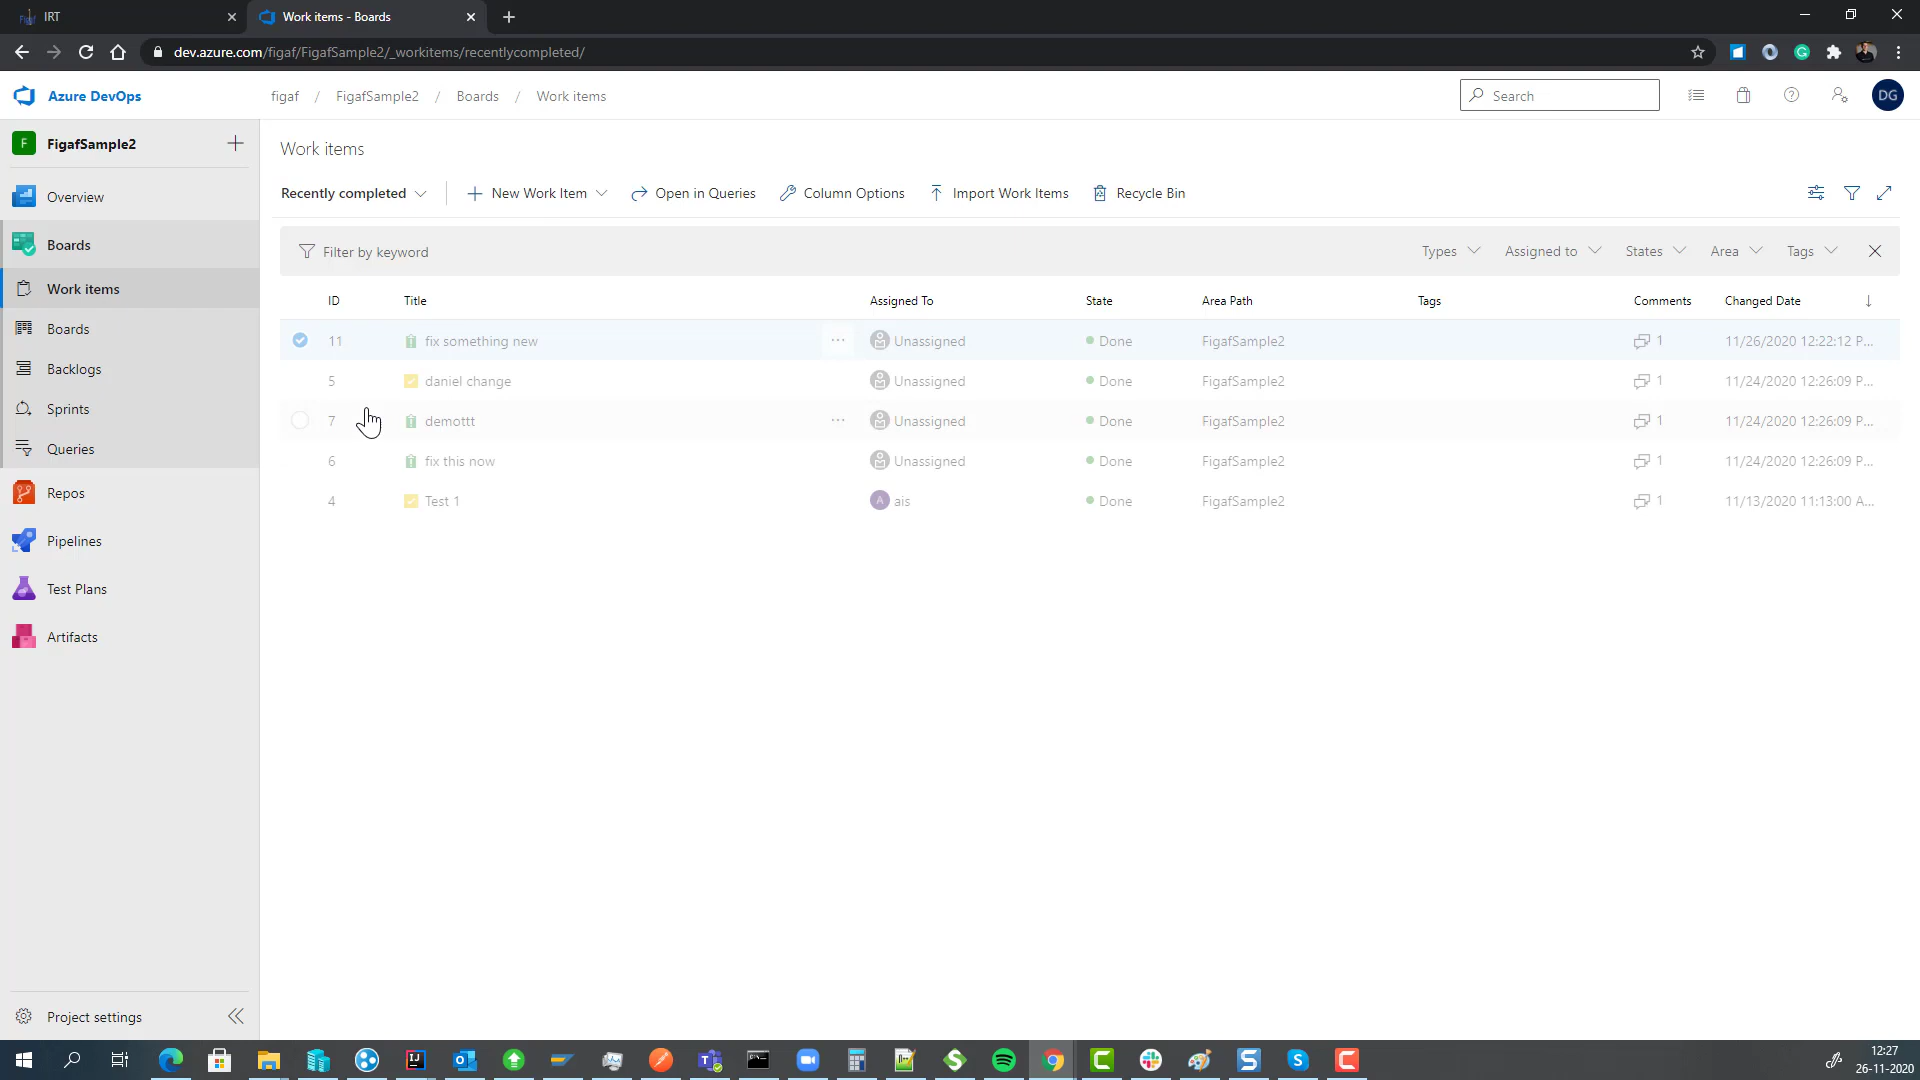 IRT
Work items - Boards
dev.azure.com/figaf/FigafSample2/_workitems/recentlycompleted/
Azure DevOps
figaf / FigafSample2 / Boards / Work items
Search
DG
F FigafSample2
Work items
Recently completed
New Work Item
Open in Queries
Column Options
Import Work Items
Recycle Bin
Overview
Boards
Work items
Boards
Backlogs
Sprints
Queries
Repos
Pipelines
Test Plans
Artifacts
Project settings
Filter by keyword
Types
Assigned to
States
Area
Tags
ID Title Assigned To State Area Path Tags Comments Changed Date
11 fix something new ... Unassigned Done FigafSample2 1 11/26/2020 12:22:12 P...
5 daniel change Unassigned Done FigafSample2 1 11/24/2020 12:26:09 P...
7 demottt ... Unassigned Done FigafSample2 1 11/24/2020 12:26:09 P...
6 fix this now Unassigned Done FigafSample2 1 11/24/2020 12:26:09 P...
4 Test 1 A ais Done FigafSample2 1 11/13/2020 11:13:00 A...
12:27
26-11-2020